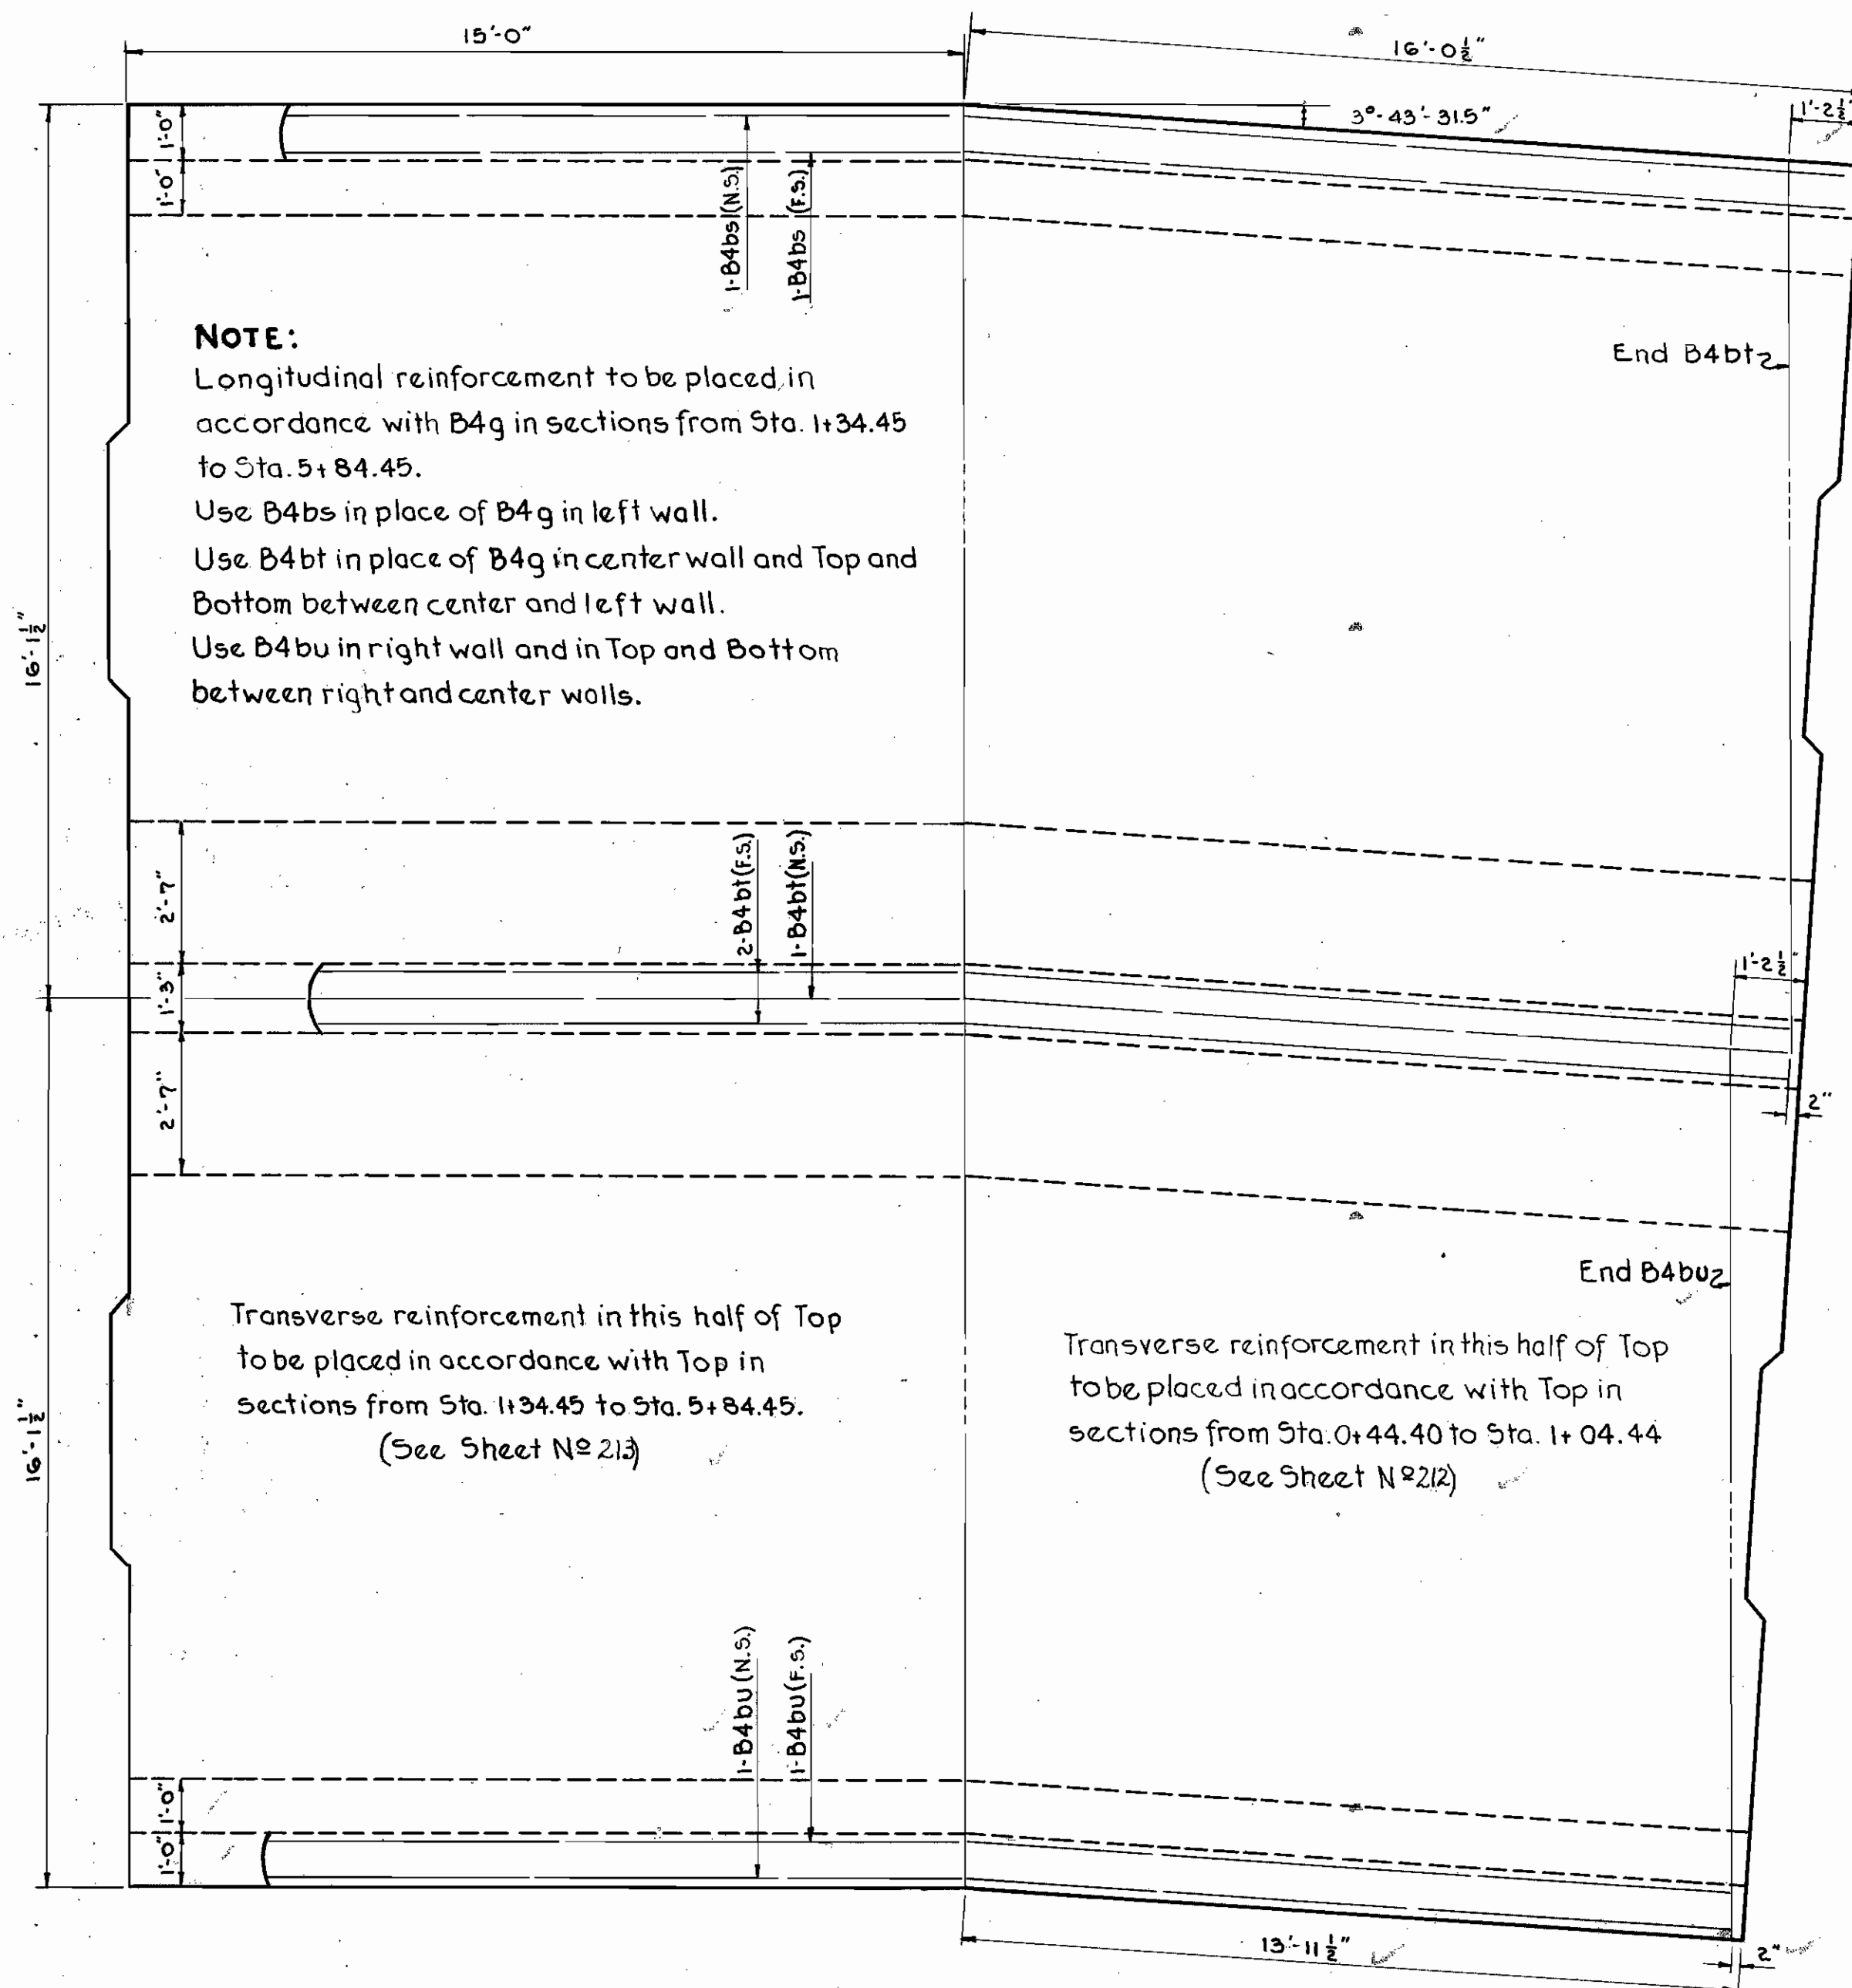 15'-0"
16'-0½"
3°-43'-31.5"
1'-2½"
1'-0"
1'-0"
1-B4bs(N.S.)
1-B4bs (F.S.)
NOTE:
Longitudinal reinforcement to be placed in
accordance with B4g in sections from Sta. 1+34.45
to Sta. 5+84.45.
Use B4bs in place of B4g in left wall.
Use B4bt in place of B4g in center wall and Top and
Bottom between center and left wall.
Use B4bu in right wall and in Top and Bottom
between right and center walls.
End B4bt
16'-1½"
2'-7"
1'-3"
2'-7"
2-B4bt(F.S.)
1-B4bt(N.S.)
1'-2½"
2"
End B4bu
Transverse reinforcement in this half of Top
to be placed in accordance with Top in
sections from Sta. 1+34.45 to Sta. 5+84.45.
(See Sheet Nº 213)
Transverse reinforcement in this half of Top
to be placed in accordance with Top in
sections from Sta. 0+44.40 to Sta. 1+04.44
(See Sheet Nº 212)
16'-1½"
1-B4bu(N.S.)
1-B4bu(F.S.)
1'-0"
1'-0"
13'-11½"
2"